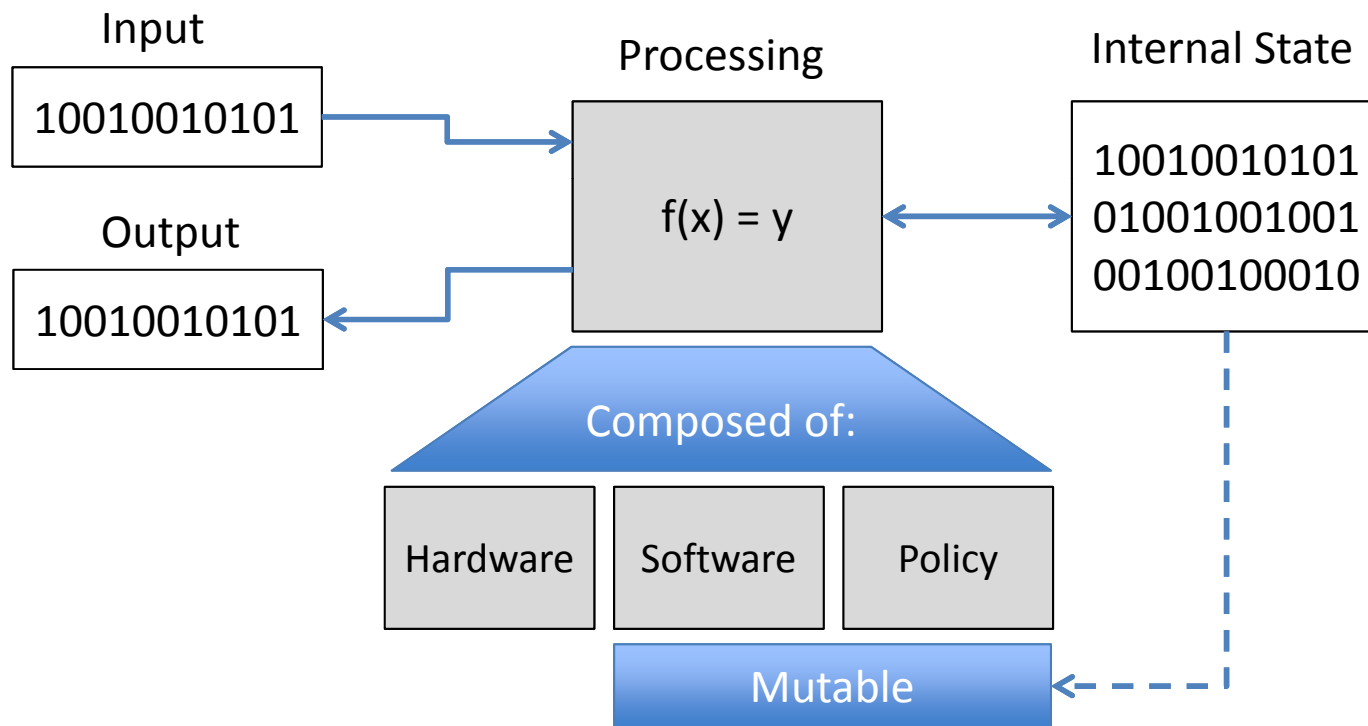 Input
10010010101
Output
10010010101
Processing
f(x) = y
Internal State
10010010101
01001001001
00100100010
Composed of:
Hardware
Software
Policy
Mutable